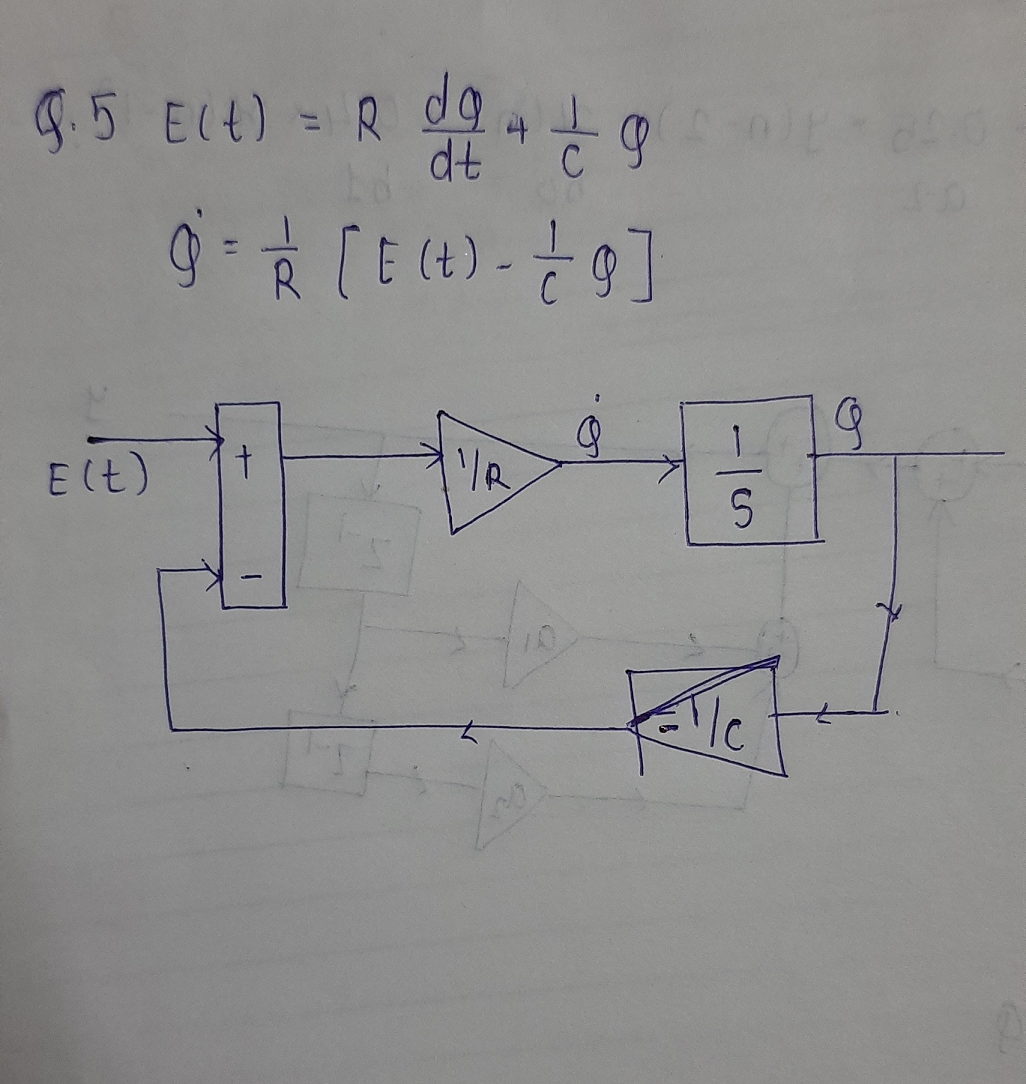 Q.5 E(t) = R dQ/dt + 1/C Q
Q̇ = 1/R [E(t) - 1/C Q]
E(t)
+
-
1/R
Q̇
1/S
Q
-1/C